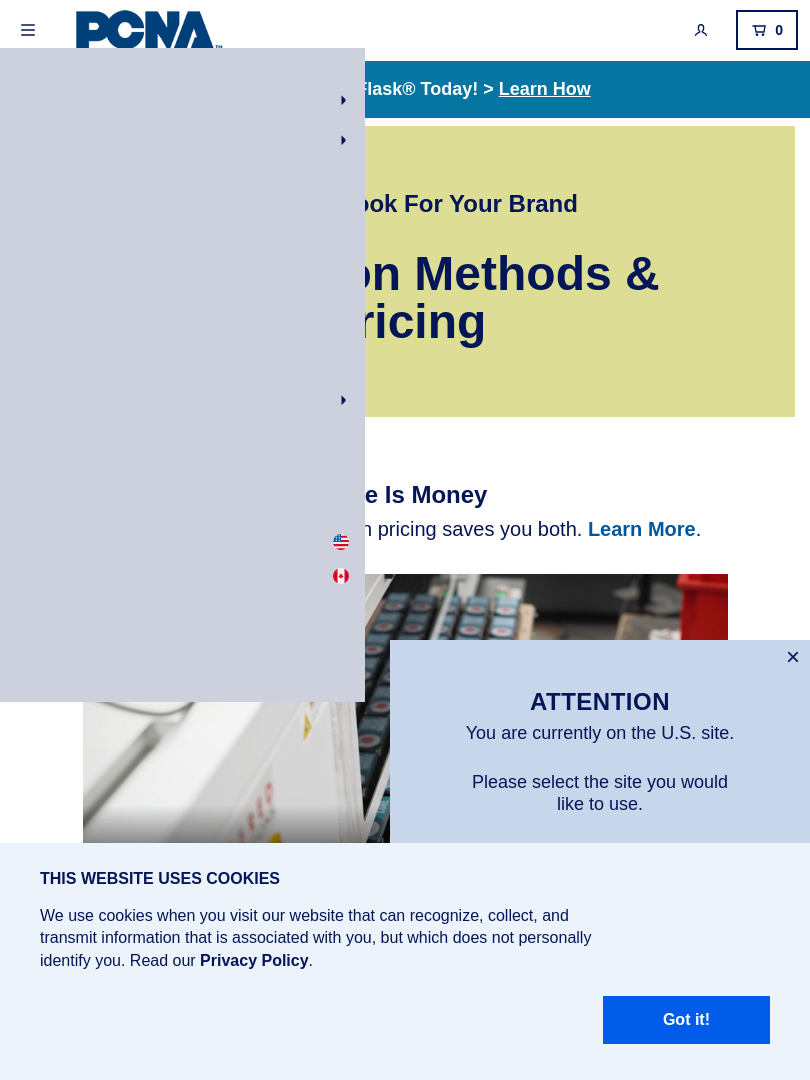 PCNA™
0
Flask® Today! > Learn How
ook For Your Brand
on Methods &
ricing
e Is Money
n pricing saves you both. Learn More.
×
ATTENTION
You are currently on the U.S. site.
Please select the site you would
like to use.
THIS WEBSITE USES COOKIES
We use cookies when you visit our website that can recognize, collect, and
transmit information that is associated with you, but which does not personally
identify you. Read our Privacy Policy.
Got it!